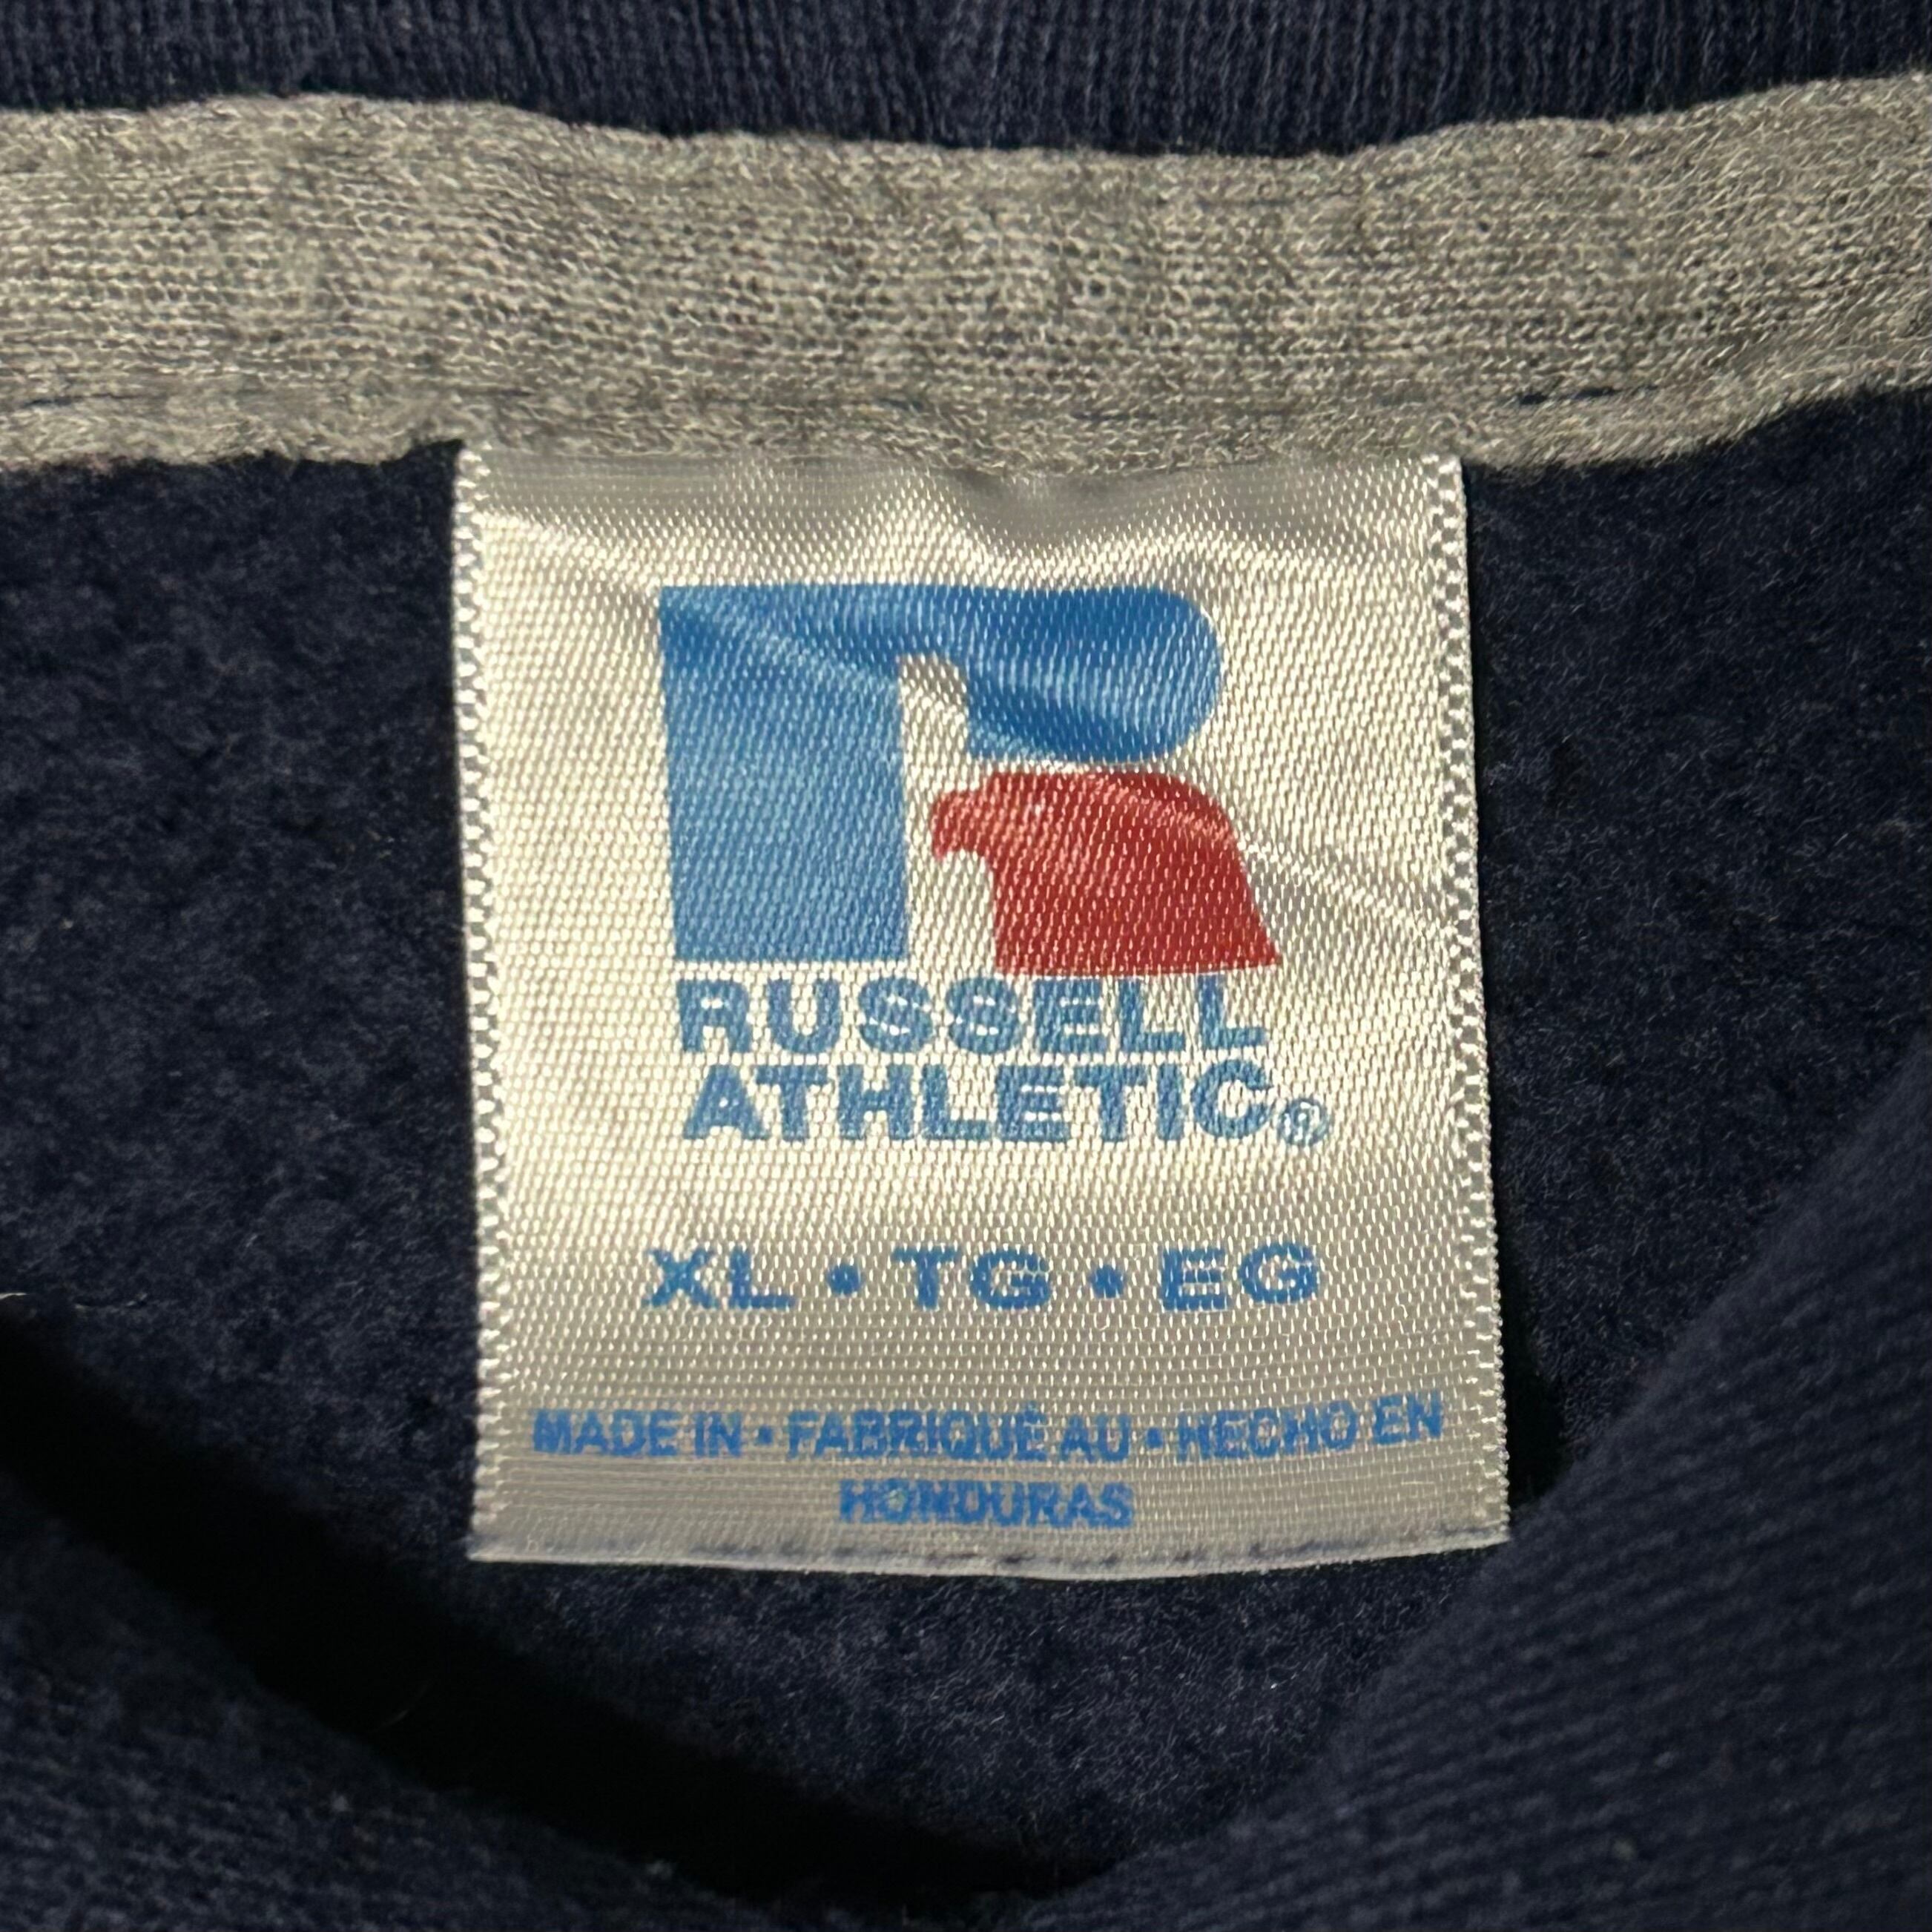 RUSSELL
ATHLETIC®
XL • TG • EG
MADE IN • FABRIQUÉ AU • HECHO EN
HONDURAS